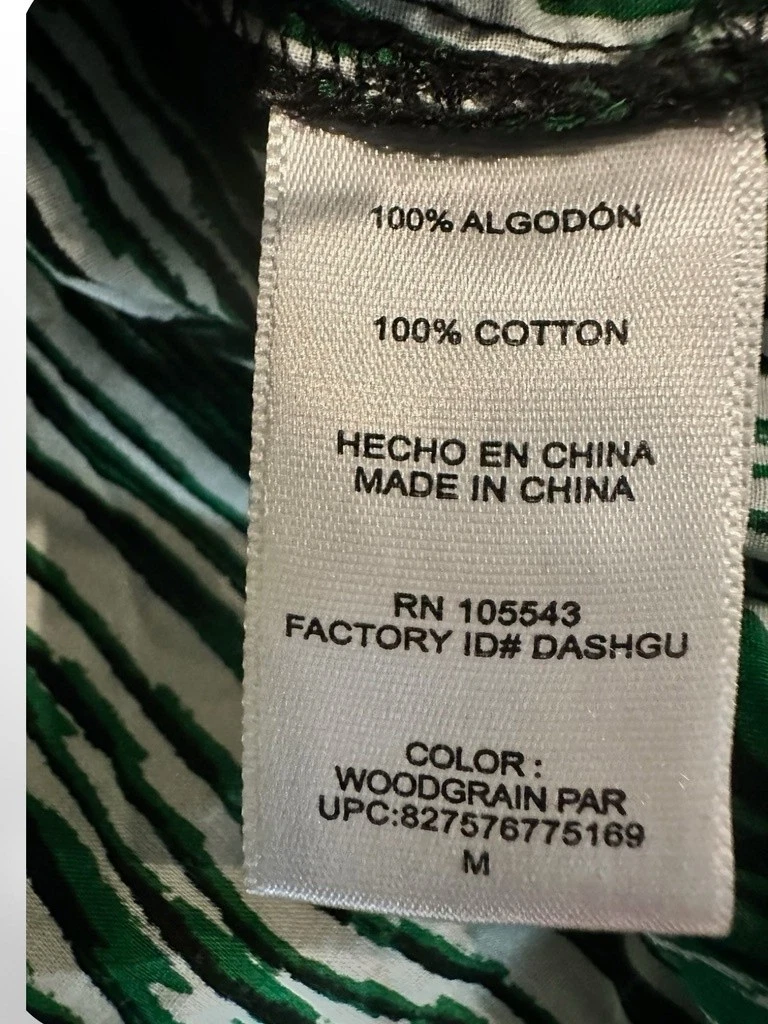 100% ALGODÓN
100% COTTON
HECHO EN CHINA
MADE IN CHINA
RN 105543
FACTORY ID# DASHGU
COLOR :
WOODGRAIN PAR
UPC:827576775169
M